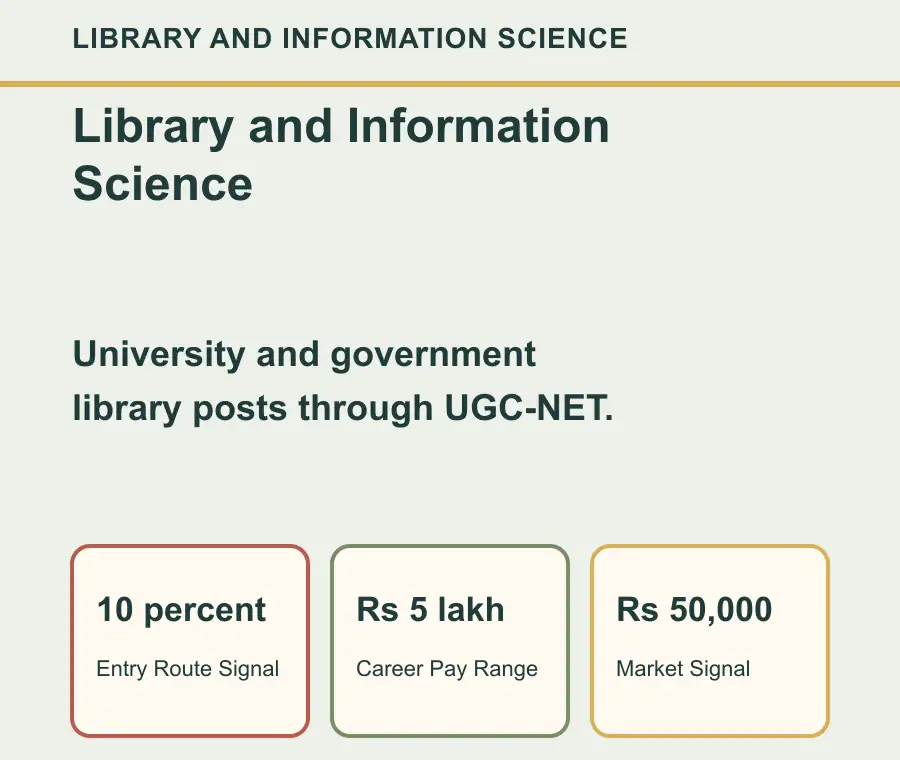 LIBRARY AND INFORMATION SCIENCE
Library and Information
Science
University and government
library posts through UGC-NET.
10 percent
Entry Route Signal
Rs 5 lakh
Career Pay Range
Rs 50,000
Market Signal